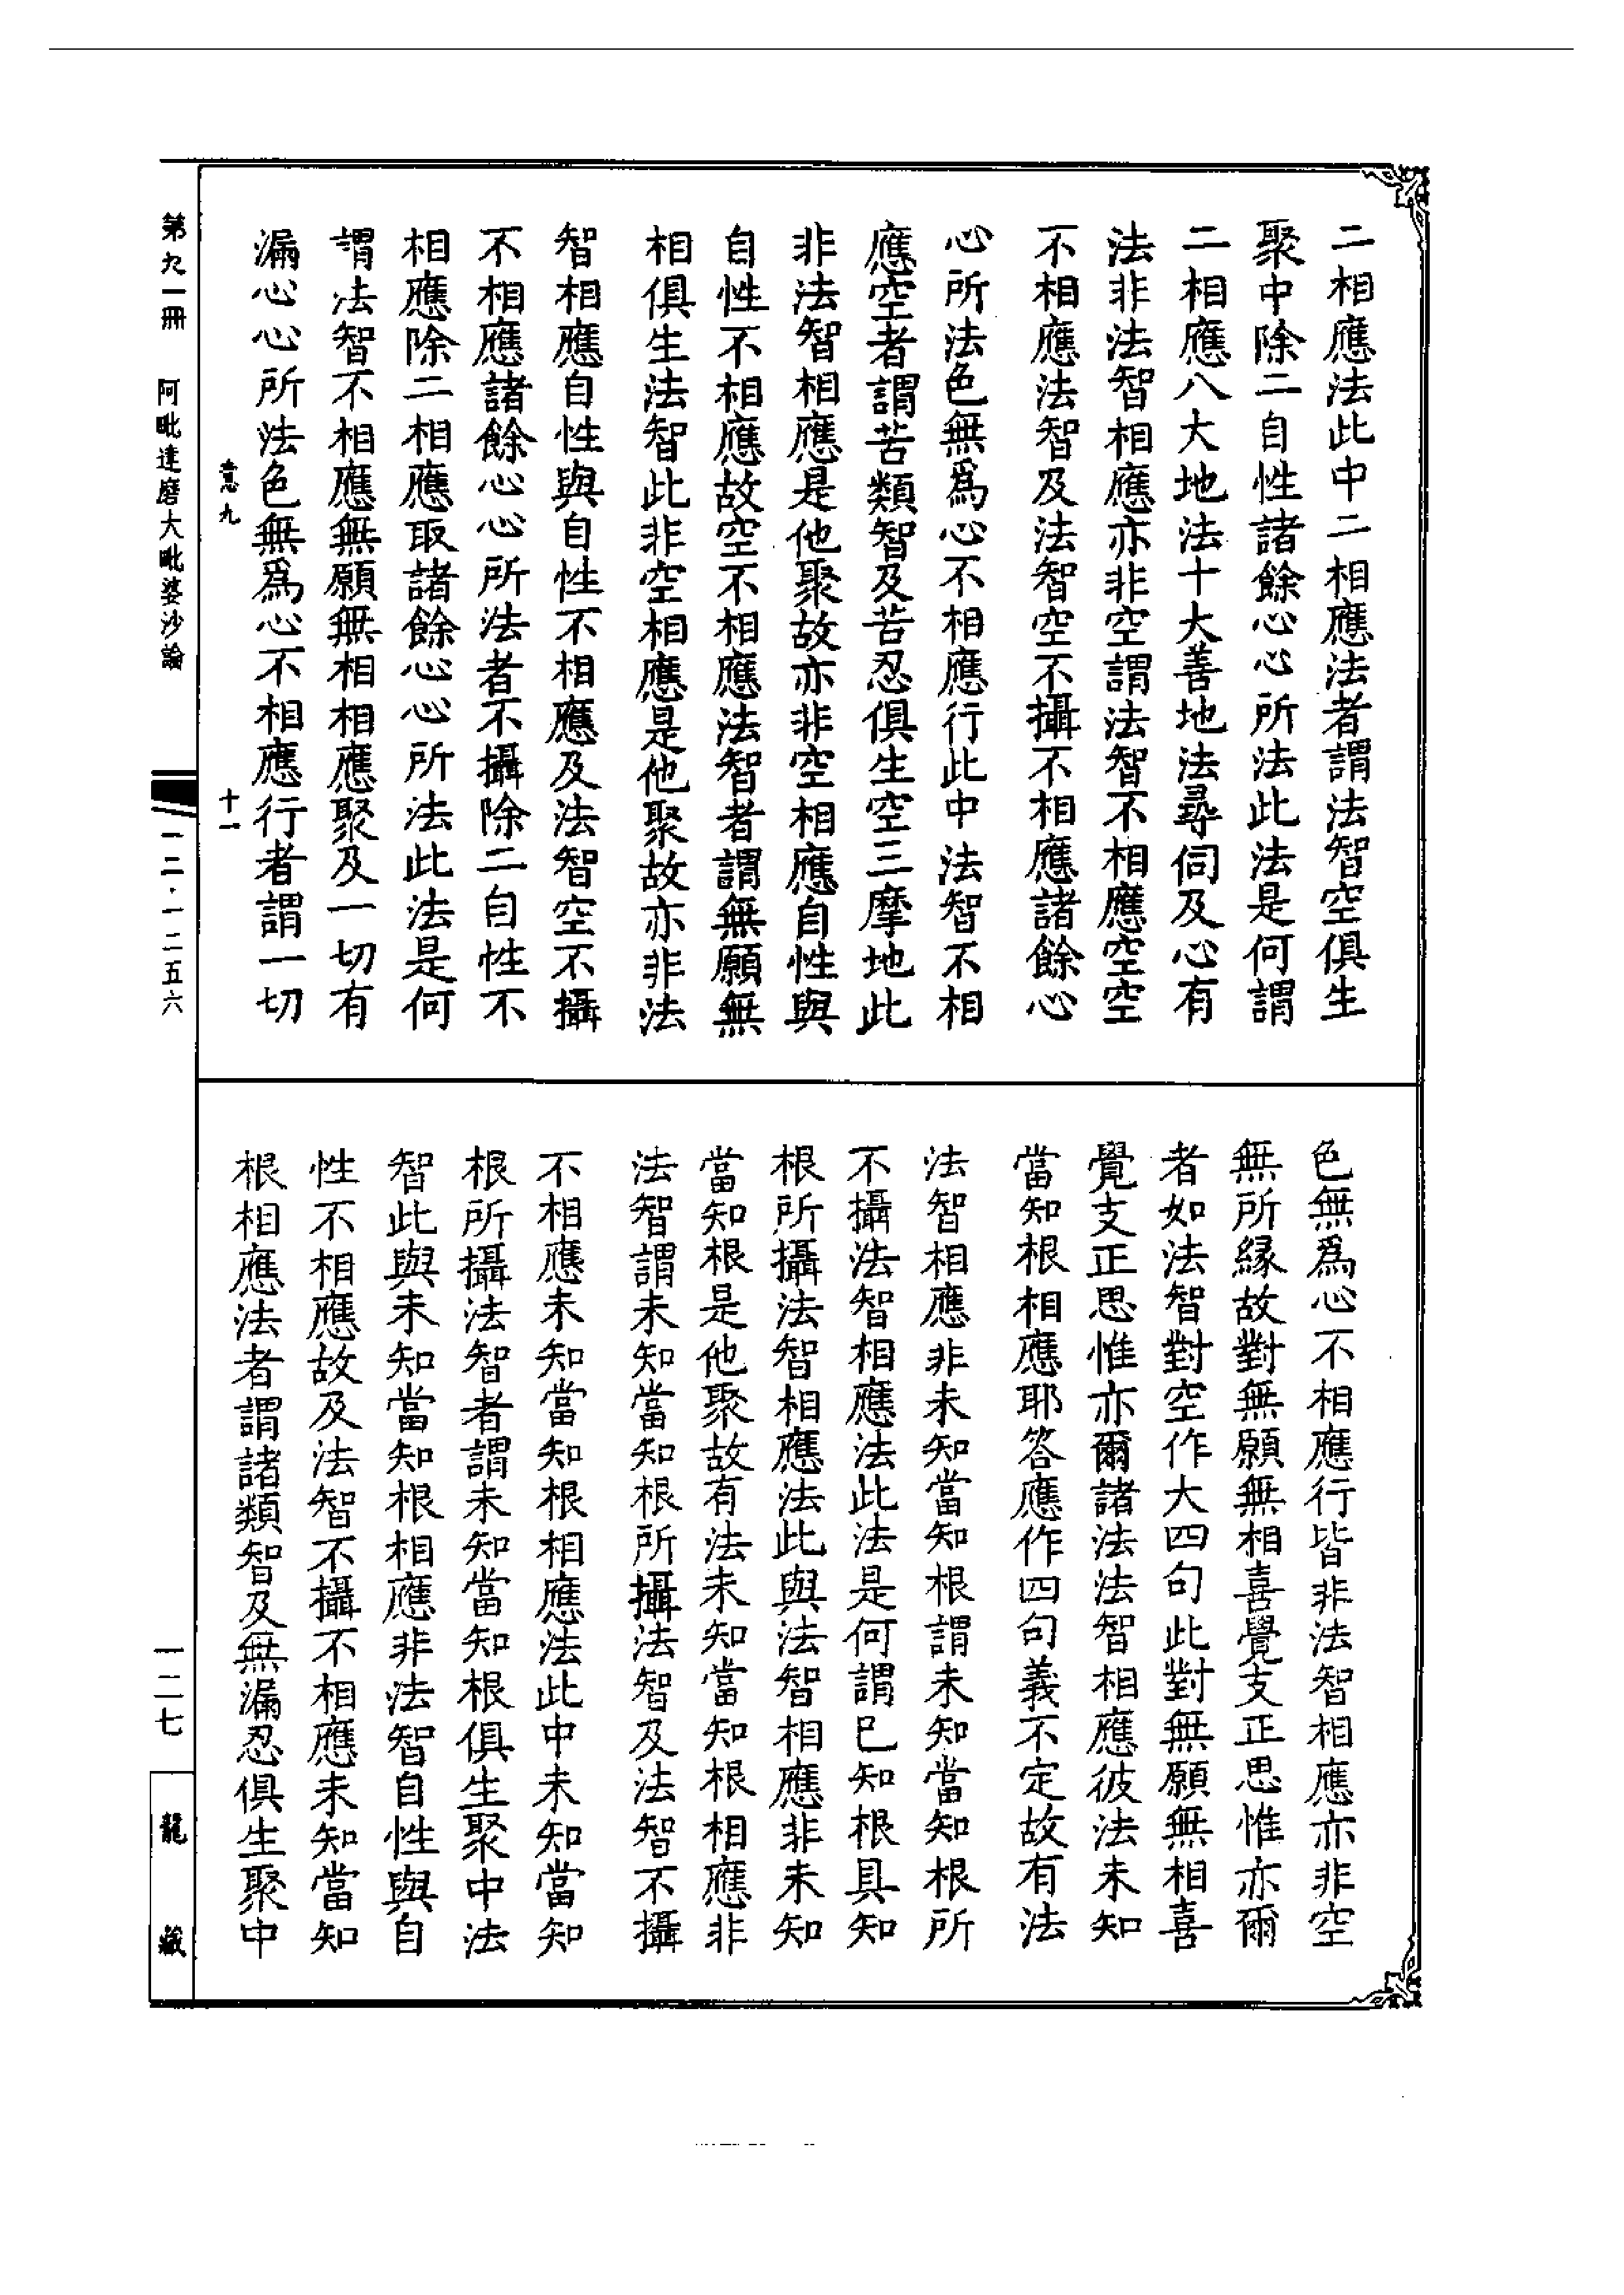 二相應法此中二相應法者謂法智空俱生
聚中除二自性諸餘心心所法此法是何謂
二相應八大地法十大善地法尋伺及心有
法非法智相應亦非空謂法智不相應空空
不相應法智及法智空不攝不相應諸餘心
心所法色無爲心不相應行此中法智不相
應空者謂苦類智及苦忍俱生空三摩地此
非法智相應是他聚故亦非空相應自性與
自性不相應故空不相應法智者謂無願無
相俱生法智此非空相應是他聚故亦非法
智相應自性與自性不相應及法智空不攝
不相應諸餘心心所法者不攝除二自性不
相應除二相應取諸餘心心所法此法是何
謂法智不相應無願無相相應聚及一切有
漏心心所法色無爲心不相應行者謂一切
意九 十一
色無爲心不相應行皆非法智相應亦非空
無所緣故對無願無相喜覺支正思惟亦爾
者如法智對空作大四句此對無願無相喜
覺支正思惟亦爾諸法法智相應彼法未知
當知根相應耶答應作四句義不定故有法
法智相應非未知當知根謂未知當知根所
不攝法智相應法此法是何謂已知根具知
根所攝法智相應法此與法智相應非未知
當知根是他聚故有法未知當知根相應非
法智謂未知當知根所攝法智及法智不攝
不相應未知當知根相應法此中未知當知
根所攝法智者謂未知當知根俱生聚中法
智此與未知當知根相應非法智自性與自
性不相應故及法智不攝不相應未知當知
根相應法者謂諸類智及無漏忍俱生聚中
第九一冊 阿毗達磨大毗婆沙論
一二·一二五六
一二七
龍藏